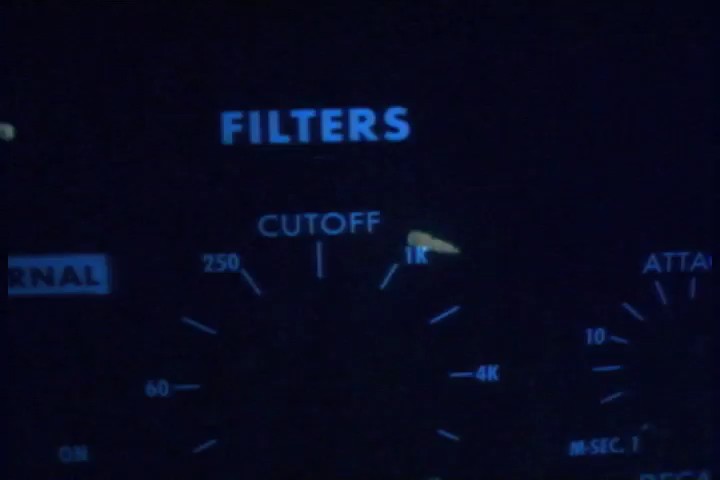 FILTERS
CUTOFF
250
1K
RNAL
ATTA
10
60
4K
ON
M-SEC. 1